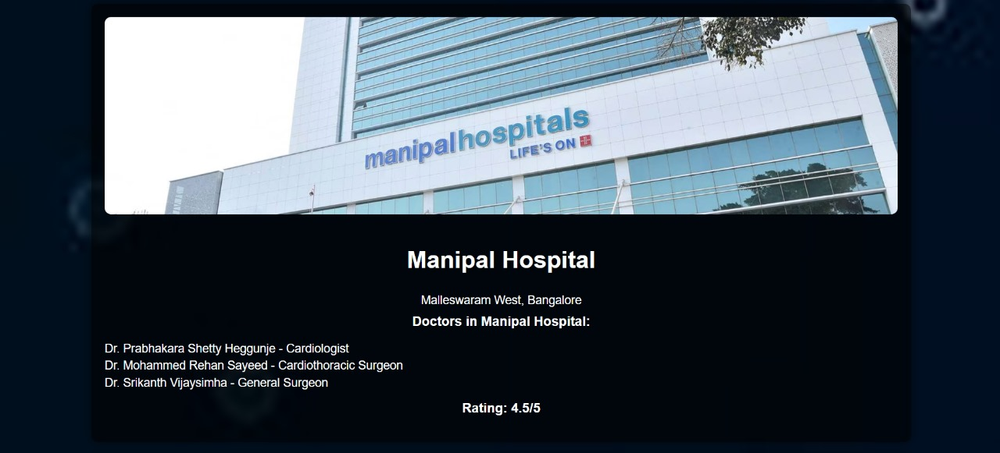 manipalhospitals
LIFE'S ON
Manipal Hospital
Malleswaram West, Bangalore
Doctors in Manipal Hospital:
Dr. Prabhakara Shetty Heggunje - Cardiologist
Dr. Mohammed Rehan Sayeed - Cardiothoracic Surgeon
Dr. Srikanth Vijaysimha - General Surgeon
Rating: 4.5/5